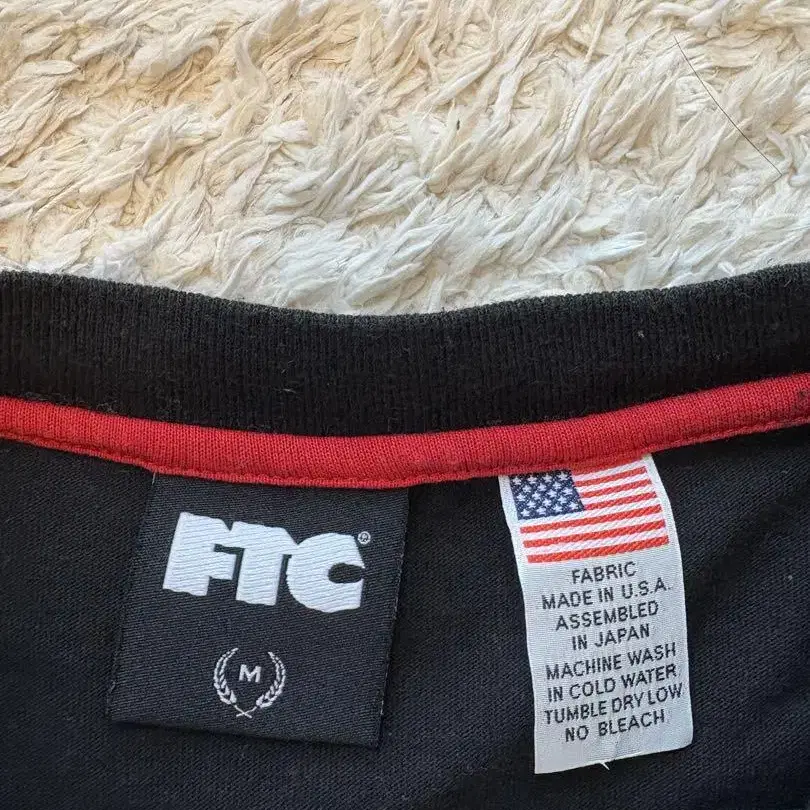 FTC®
M
FABRIC
MADE IN U.S.A.
ASSEMBLED
IN JAPAN
MACHINE WASH
IN COLD WATER
TUMBLE DRY LOW
NO BLEACH